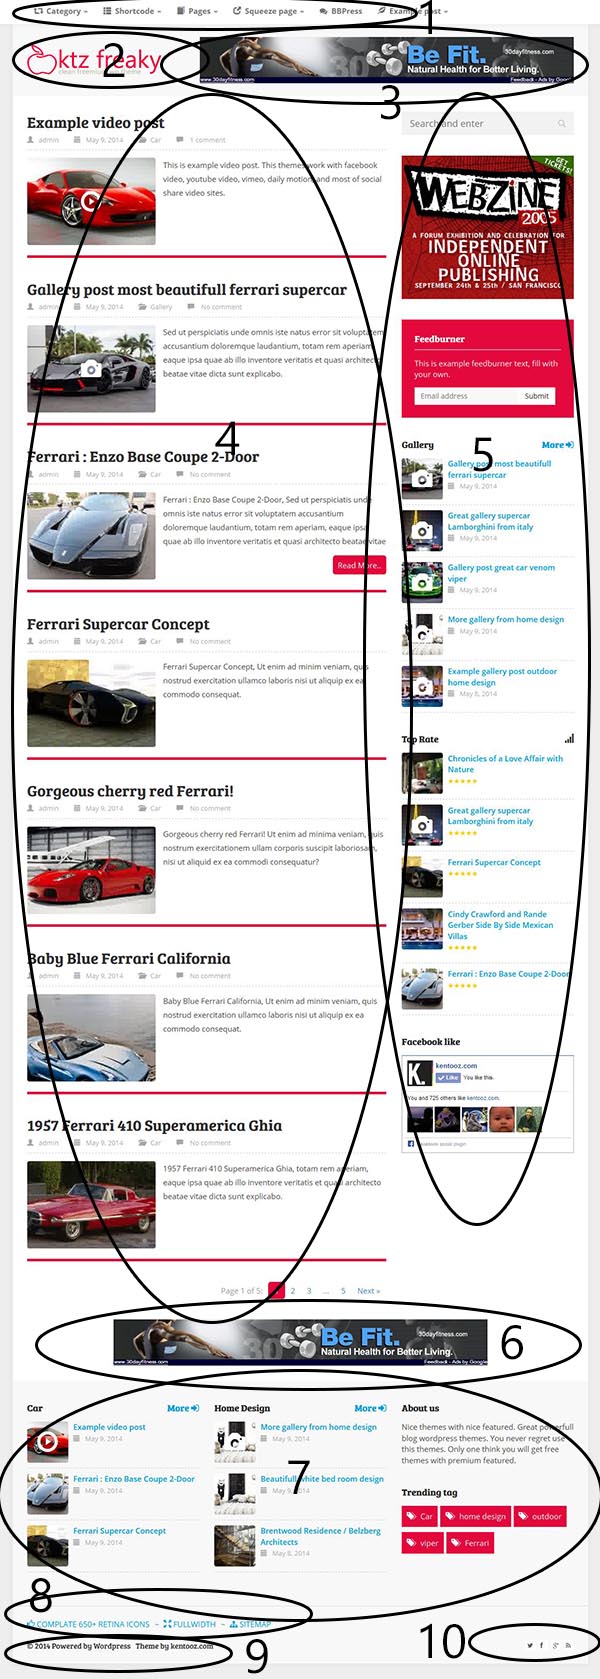 Category Shortcode Pages Squeeze page BBPress Example post
1
ktz freaky
clean freemium theme
2
Be Fit.
30dayfitness.com
Natural Health for Better Living.
www.30dayfitness.com
Feedback - Ads by Google
3
Example video post
admin May 9, 2014 1 comment
This is example video post. This themes work with facebook
video, youtube video, vimeo, daily motion and most of social
share video sites.
Gallery post most beautifull ferrari supercar
admin May 9, 2014 Gallery No comment
Sed ut perspiciatis unde omnis iste natus error sit voluptatem
accusantium doloremque laudantium, totam rem aperiam,
eaque ipsa quae ab illo inventore veritatis et quasi architecto
beatae vitae dicta sunt explicabo.
4
Ferrari : Enzo Base Coupe 2-Door
admin May 9, 2014 Car No comment
Ferrari : Enzo Base Coupe 2-Door, Sed ut perspiciatis unde
omnis iste natus error sit voluptatem accusantium
doloremque laudantium, totam rem aperiam, eaque ipsa
quae ab illo inventore veritatis et quasi architecto beatae vitae
Read More..
Ferrari Supercar Concept
admin May 9, 2014 Car No comment
Ferrari Supercar Concept, Ut enim ad minim veniam, quis
nostrud exercitation ullamco laboris nisi ut aliquip ex ea
commodo consequat.
Gorgeous cherry red Ferrari!
admin May 9, 2014 Car No comment
Gorgeous cherry red Ferrari! Ut enim ad minima veniam, quis
nostrum exercitationem ullam corporis suscipit laboriosam,
nisi ut aliquid ex ea commodi consequatur?
Baby Blue Ferrari California
admin May 9, 2014 Car No comment
Baby Blue Ferrari California, Ut enim ad minim veniam, quis
nostrud exercitation ullamco laboris nisi ut aliquip ex ea
commodo consequat.
1957 Ferrari 410 Superamerica Ghia
admin May 9, 2014 Car No comment
1957 Ferrari 410 Superamerica Ghia, totam rem aperiam,
eaque ipsa quae ab illo inventore veritatis et quasi architecto
beatae vitae dicta sunt explicabo.
Page 1 of 5: 1 2 3 ... 5 Next »
Search and enter
GET TICKETS!
WEBZINE
2005
A FORUM EXHIBITION AND CELEBRATION FOR
INDEPENDENT
ONLINE
PUBLISHING
SEPTEMBER 24th & 25th / SAN FRANCISCO
Feedburner
This is example feedburner text, fill with
your own.
Email address Submit
5
Gallery More
Gallery post most beautifull
ferrari supercar
May 9, 2014
Great gallery supercar
Lamborghini from italy
May 9, 2014
Gallery post great car venom
viper
May 9, 2014
More gallery from home design
May 9, 2014
Example gallery post outdoor
home design
May 8, 2014
Top Rate
Chronicles of a Love Affair with
Nature
Great gallery supercar
Lamborghini from italy
Ferrari Supercar Concept
Cindy Crawford and Rande
Gerber Side By Side Mexican
Villas
Ferrari : Enzo Base Coupe 2-Door
Facebook like
K.
kentooz.com
Like You like this.
You and 725 others like kentooz.com.
Facebook social plugin
Be Fit.
30dayfitness.com
Natural Health for Better Living.
www.30dayfitness.com
Feedback - Ads by Google
6
Car More
Example video post
May 9, 2014
Ferrari : Enzo Base Coupe 2-Door
May 9, 2014
Ferrari Supercar Concept
May 9, 2014
Home Design More
More gallery from home design
May 9, 2014
7
Beautifull white bed room design
May 9, 2014
Brentwood Residence / Belzberg
Architects
May 8, 2014
About us
Nice themes with nice featured. Great powerfull
blog wordpress themes. You never regret use
this themes. Only one think you will get free
themes with premium featured.
Trending tag
Car home design outdoor
viper Ferrari
8
COMPLATE 650+ RETINA ICONS ~ FULLWIDTH ~ SITEMAP
© 2014 Powered by Wordpress Theme by kentooz.com
9
10